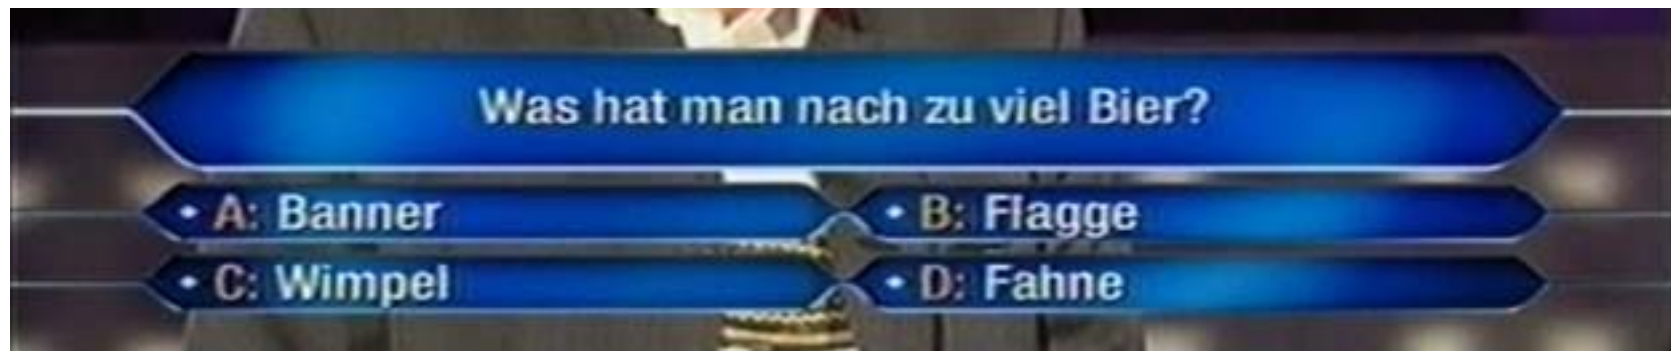 Was hat man nach zu viel Bier?
A: Banner
B: Flagge
C: Wimpel
D: Fahne